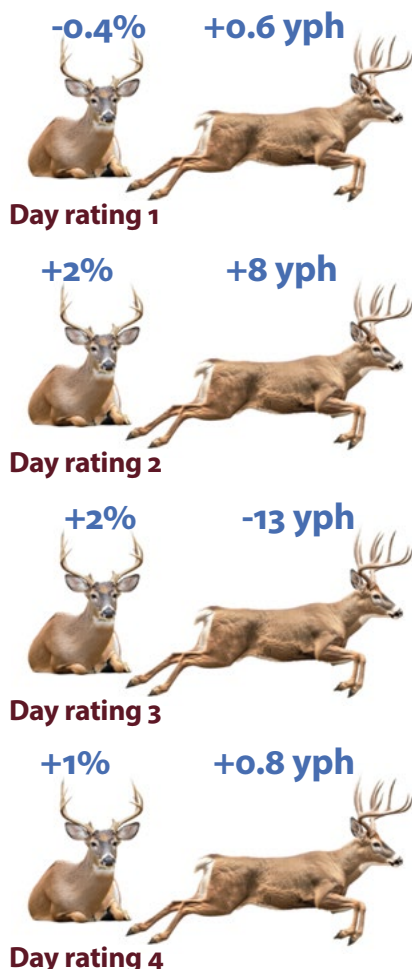 -0.4% +0.6 yph
Day rating 1
+2% +8 yph
Day rating 2
+2% -13 yph
Day rating 3
+1% +0.8 yph
Day rating 4